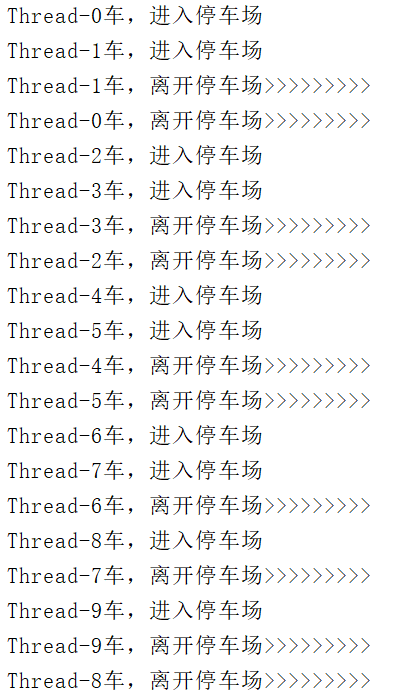 Thread-0车，进入停车场
Thread-1车，进入停车场
Thread-1车，离开停车场>>>>>>>>>
Thread-0车，离开停车场>>>>>>>>>
Thread-2车，进入停车场
Thread-3车，进入停车场
Thread-3车，离开停车场>>>>>>>>>
Thread-2车，离开停车场>>>>>>>>>
Thread-4车，进入停车场
Thread-5车，进入停车场
Thread-4车，离开停车场>>>>>>>>>
Thread-5车，离开停车场>>>>>>>>>
Thread-6车，进入停车场
Thread-7车，进入停车场
Thread-6车，离开停车场>>>>>>>>>
Thread-8车，进入停车场
Thread-7车，离开停车场>>>>>>>>>
Thread-9车，进入停车场
Thread-9车，离开停车场>>>>>>>>>
Thread-8车，离开停车场>>>>>>>>>